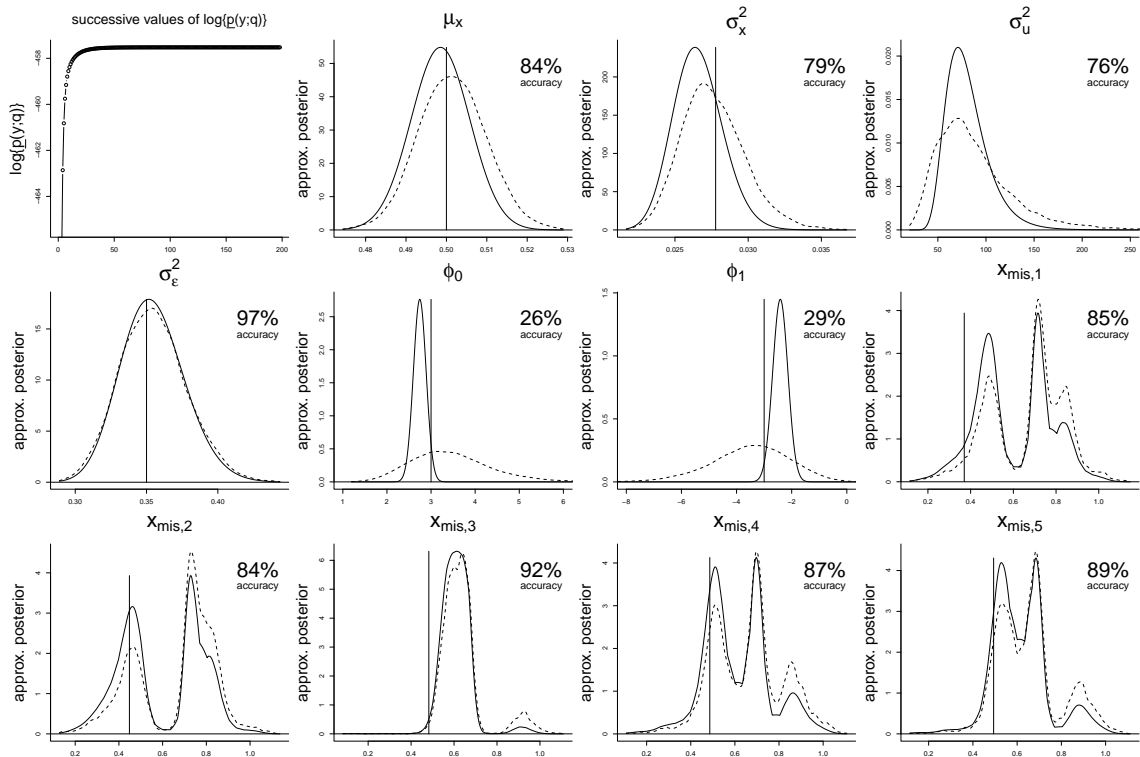 successive values of log{p(y;q)}
log{p(y;q)}
-464 -462 -460 -458
0 50 100 150 200
μx
84%
accuracy
approx. posterior
0 10 20 30 40 50
0.48 0.49 0.50 0.51 0.52 0.53
σx²
79%
accuracy
approx. posterior
0 50 100 150 200
0.025 0.030 0.035
σu²
76%
accuracy
approx. posterior
0.000 0.005 0.010 0.015 0.020
50 100 150 200 250
σε²
97%
accuracy
approx. posterior
0 5 10 15
0.30 0.35 0.40
ϕ0
26%
accuracy
approx. posterior
0.0 0.5 1.0 1.5 2.0 2.5
1 2 3 4 5 6
ϕ1
29%
accuracy
approx. posterior
0.0 0.5 1.0 1.5
-8 -6 -4 -2 0
xmis,1
85%
accuracy
approx. posterior
0 1 2 3 4
0.2 0.4 0.6 0.8 1.0
xmis,2
84%
accuracy
approx. posterior
0 1 2 3 4
0.2 0.4 0.6 0.8 1.0
xmis,3
92%
accuracy
approx. posterior
0 1 2 3 4 5 6
0.2 0.4 0.6 0.8 1.0
xmis,4
87%
accuracy
approx. posterior
0 1 2 3 4
0.2 0.4 0.6 0.8 1.0
xmis,5
89%
accuracy
approx. posterior
0 1 2 3 4
0.2 0.4 0.6 0.8 1.0